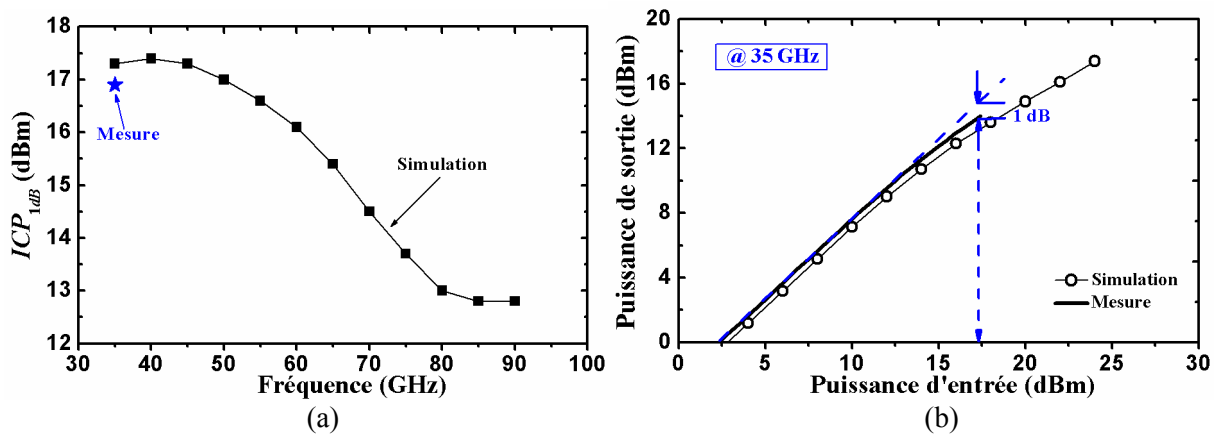 18
17
16
15
14
13
12
ICP1dB (dBm)
Mesure
Simulation
30 40 50 60 70 80 90 100
Fréquence (GHz)
(a)
20
16
12
8
4
0
Puissance de sortie (dBm)
@ 35 GHz
1 dB
Simulation
Mesure
0 5 10 15 20 25 30
Puissance d'entrée (dBm)
(b)